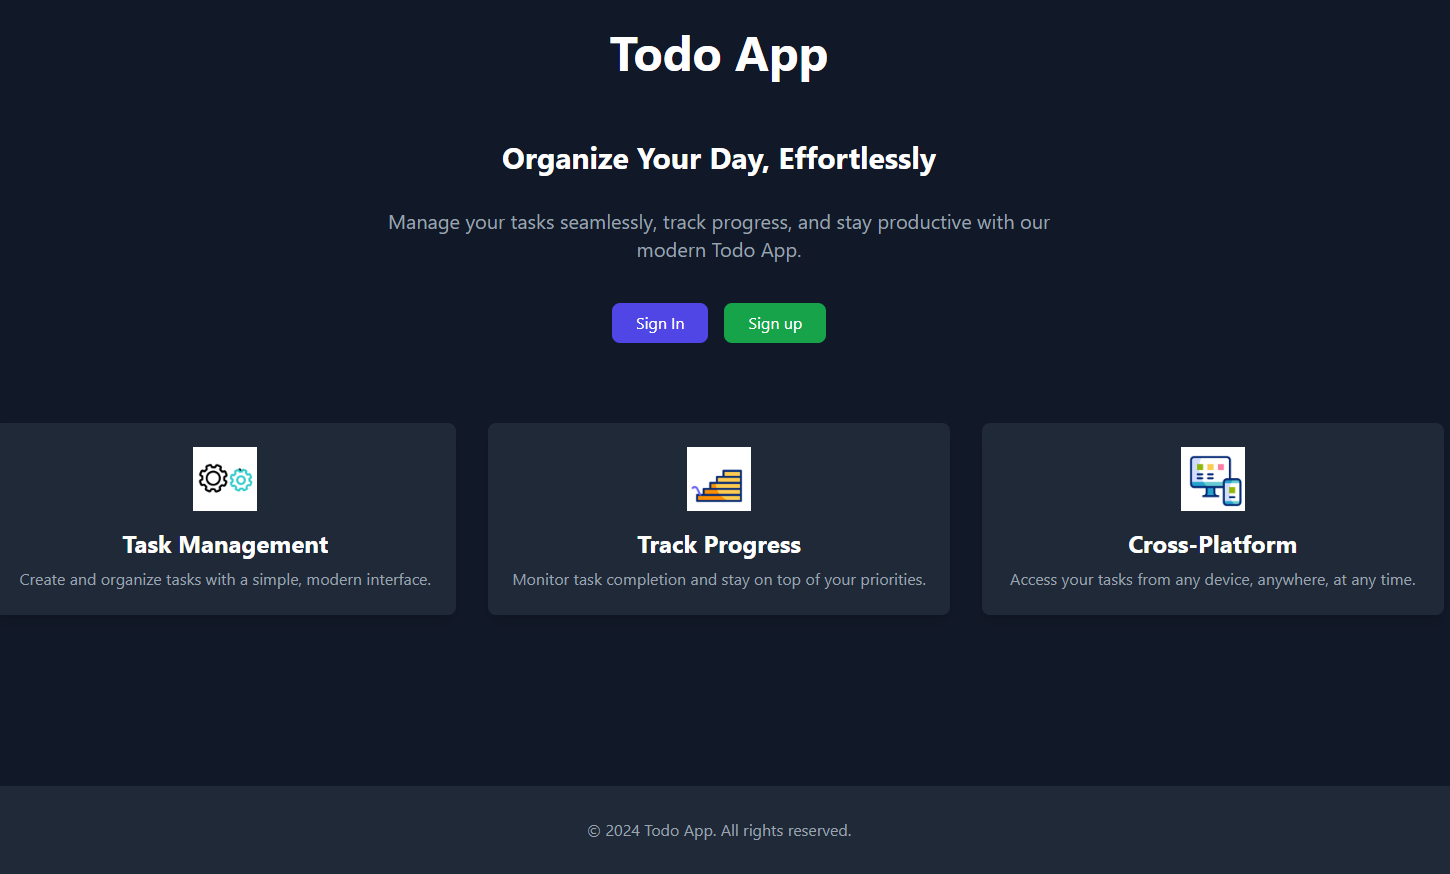 Todo App
Organize Your Day, Effortlessly
Manage your tasks seamlessly, track progress, and stay productive with our
modern Todo App.
Sign In
Sign up
Task Management
Create and organize tasks with a simple, modern interface.
Track Progress
Monitor task completion and stay on top of your priorities.
Cross-Platform
Access your tasks from any device, anywhere, at any time.
© 2024 Todo App. All rights reserved.